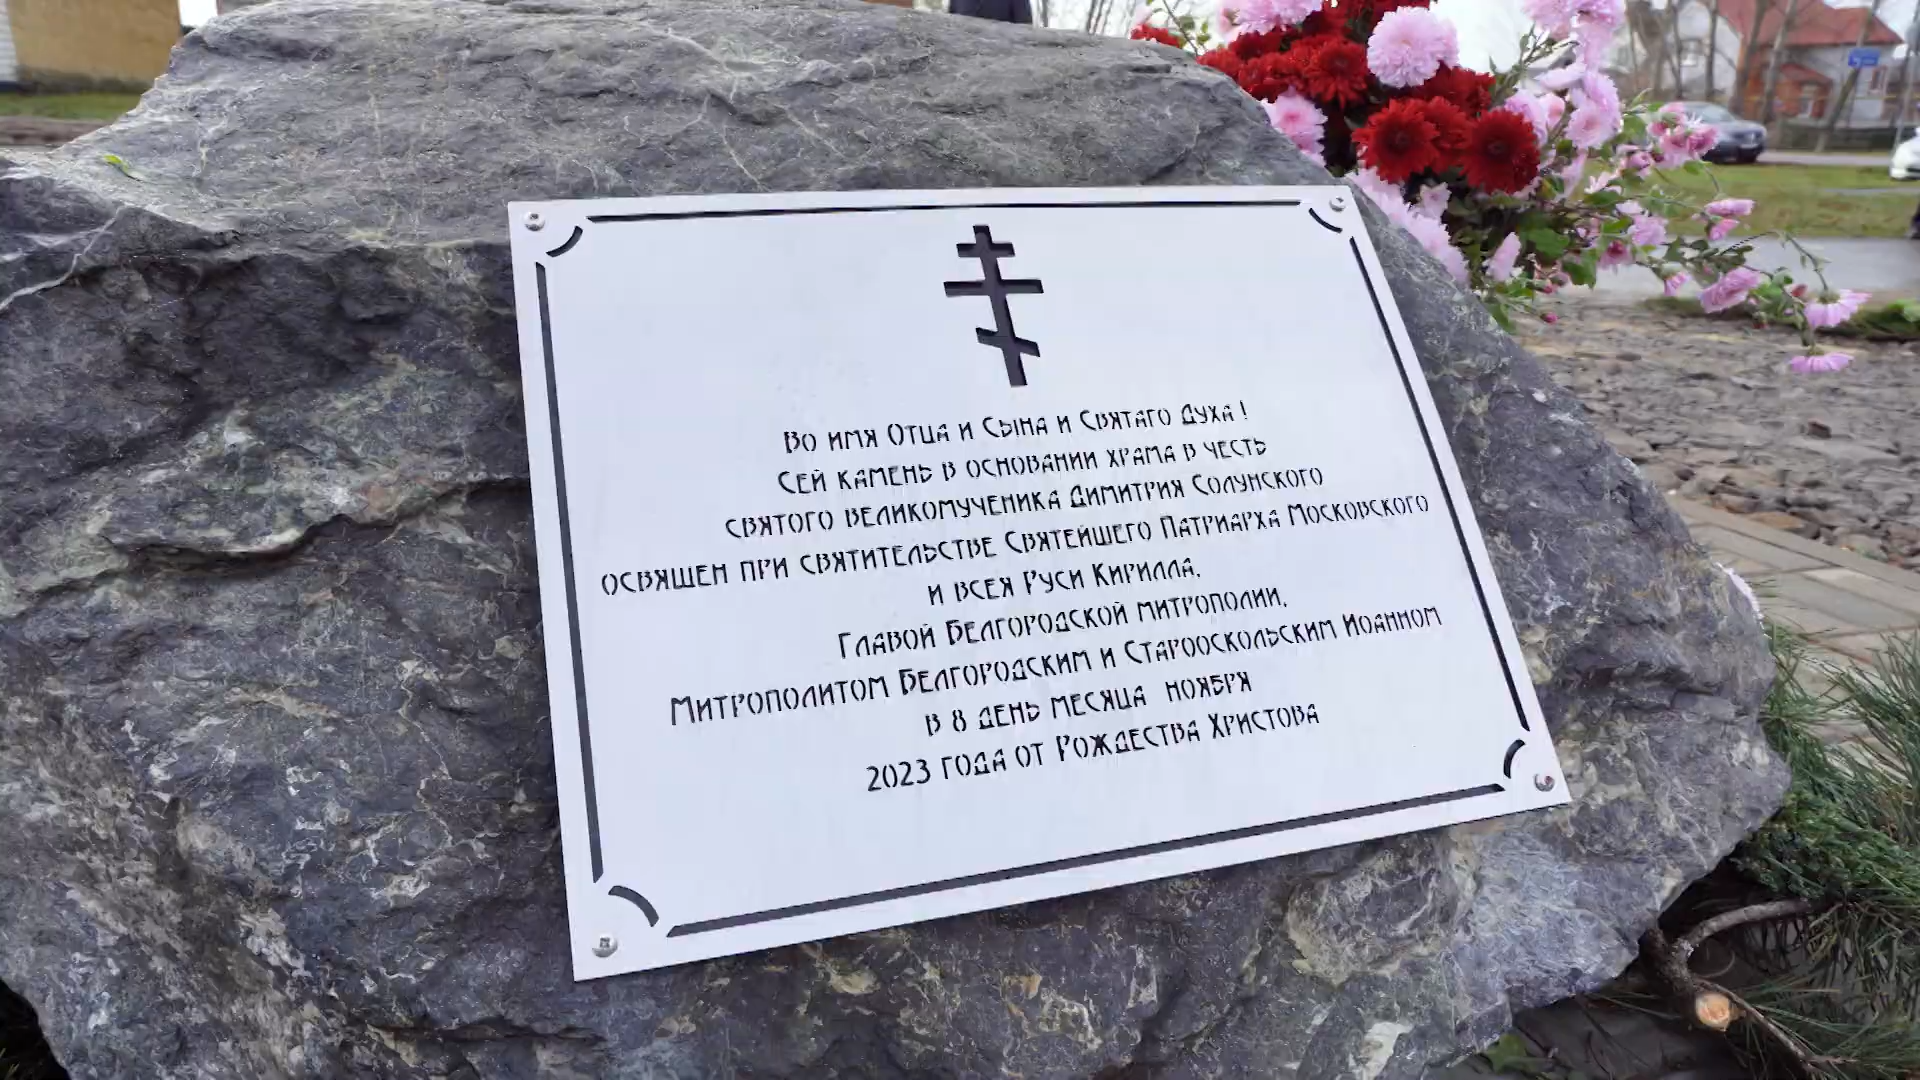 Во имя Отца и Сына и Святаго Духа !
Сей камень в основании храма в честь
святого великомученика Димитрия Солунского
освящен при святительстве Святейшего Патриарха Московского
и всея Руси Кирилла,
Главой Белгородской митрополии,
Митрополитом Белгородским и Старооскольским Иоанном
в 8 день месяца ноября
2023 года от Рождества Христова